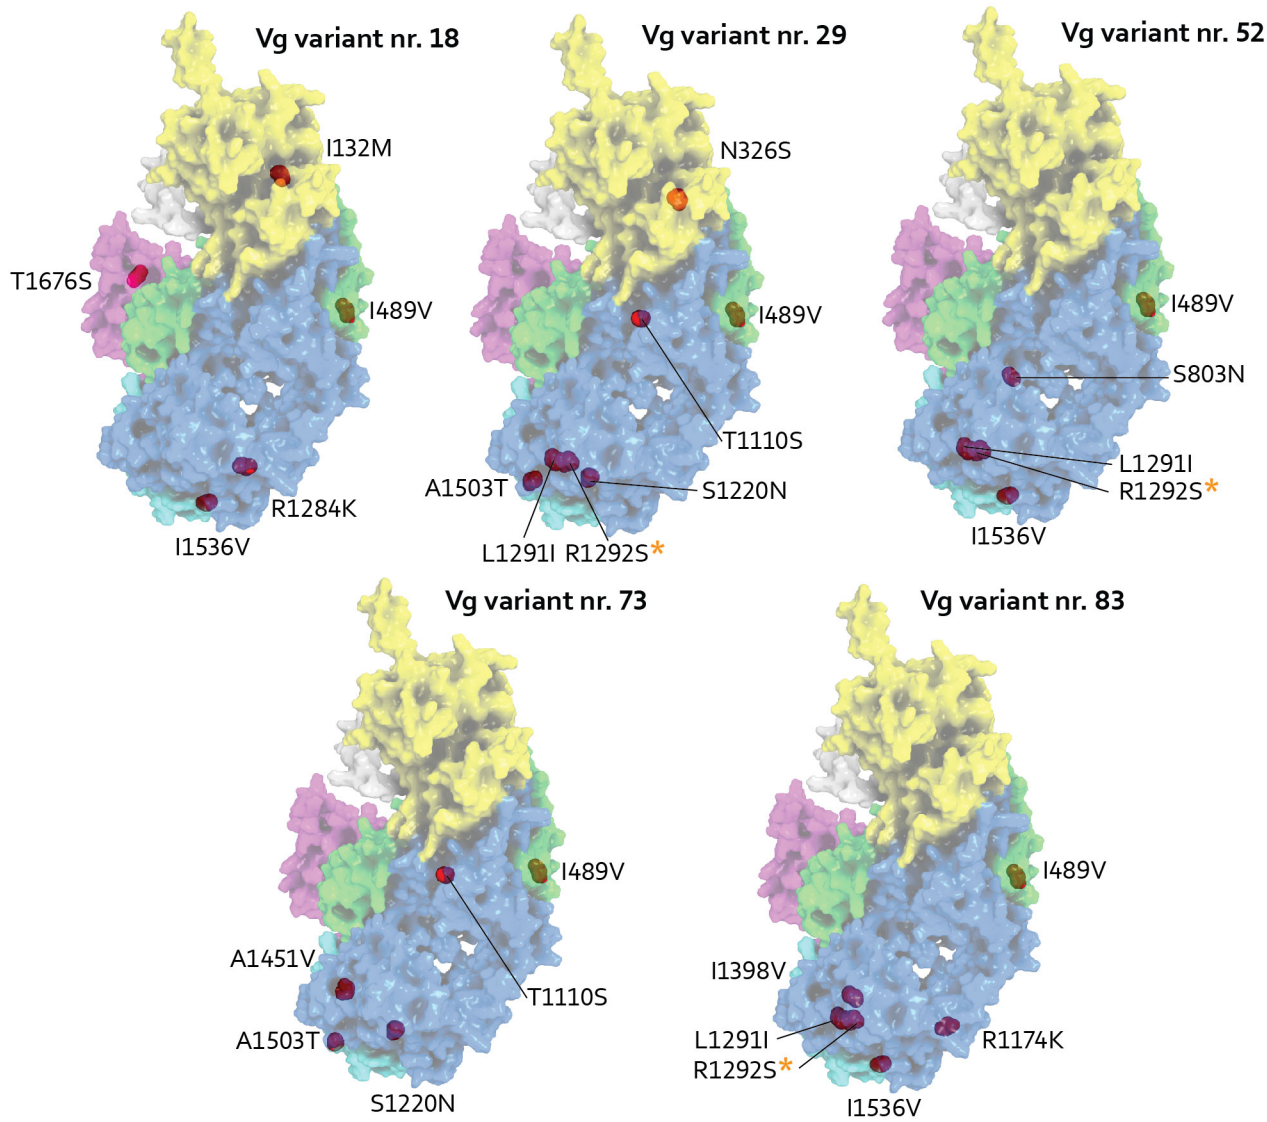 Vg variant nr. 18
I132M
T1676S
I489V
R1284K
I1536V
Vg variant nr. 29
N326S
I489V
T1110S
A1503T
S1220N
L1291I R1292S*
Vg variant nr. 52
I489V
S803N
L1291I
R1292S*
I1536V
Vg variant nr. 73
I489V
A1451V
T1110S
A1503T
S1220N
Vg variant nr. 83
I489V
I1398V
L1291I
R1174K
R1292S*
I1536V